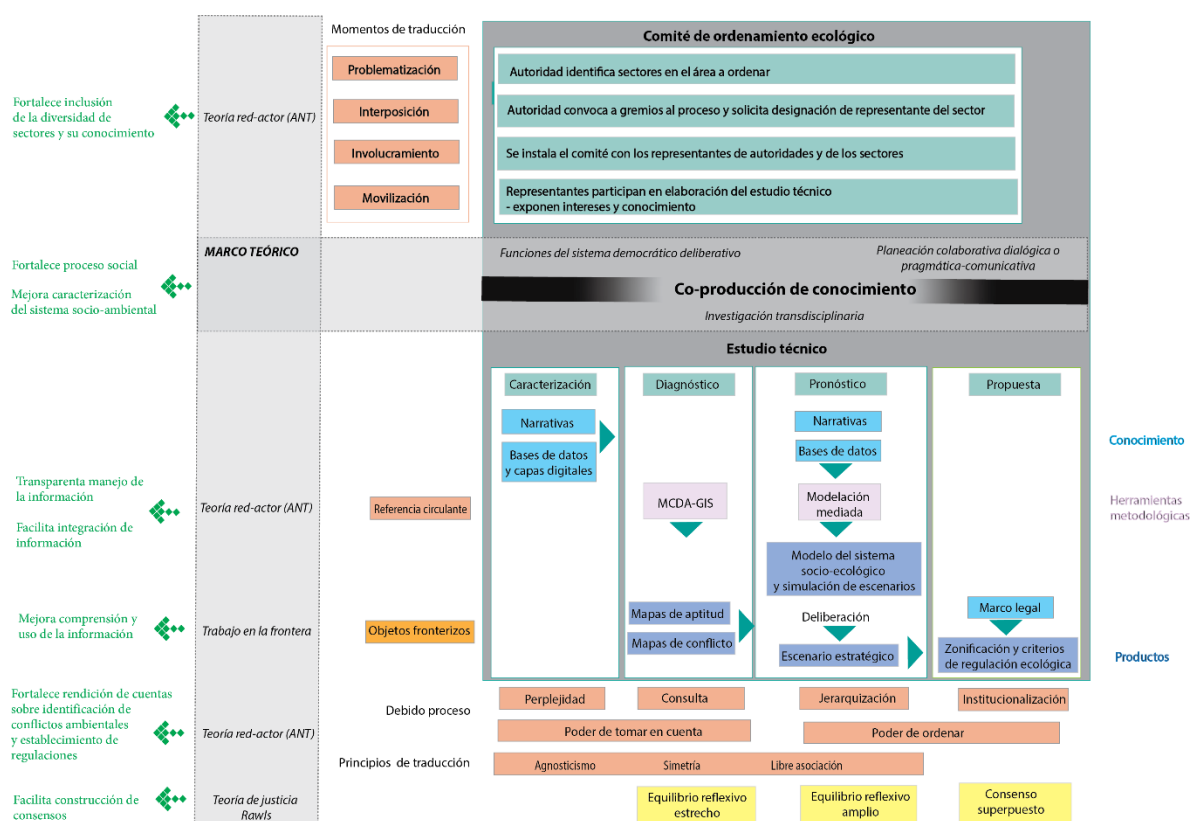 Momentos de traducción
Problematización
Interposición
Involucramiento
Movilización
Comité de ordenamiento ecológico
Autoridad identifica sectores en el área a ordenar
Autoridad convoca a gremios al proceso y solicita designación de representante del sector
Se instala el comité con los representantes de autoridades y de los sectores
Representantes participan en elaboración del estudio técnico
- exponen intereses y conocimiento
Fortalece inclusión
de la diversidad de
sectores y su conocimiento
Teoría red-actor (ANT)
Fortalece proceso social
Mejora caracterización
del sistema socio-ambiental
MARCO TEÓRICO
Funciones del sistema democrático deliberativo
Planeación colaborativa dialógica o
pragmática-comunicativa
Co-producción de conocimiento
Investigación transdisciplinaria
Estudio técnico
Caracterización
Diagnóstico
Pronóstico
Propuesta
Narrativas
Bases de datos
y capas digitales
Narrativas
Bases de datos
Conocimiento
Transparenta manejo de
la información
Facilita integración de
información
Teoría red-actor (ANT)
Referencia circulante
MCDA-GIS
Modelación
mediada
Herramientas
metodológicas
Modelo del sistema
socio-ecológico
y simulación de escenarios
Mejora comprensión y
uso de la información
Trabajo en la frontera
Objetos fronterizos
Mapas de aptitud
Mapas de conflicto
Deliberación
Escenario estratégico
Marco legal
Zonificación y criterios
de regulación ecológica
Productos
Fortalece rendición de cuentas
sobre identificación de
conflictos ambientales
y establecimiento de
regulaciones
Teoría red-actor (ANT)
Debido proceso
Perplejidad
Consulta
Jerarquización
Institucionalización
Poder de tomar en cuenta
Poder de ordenar
Principios de traducción
Agnosticismo
Simetría
Libre asociación
Facilita construcción de
consensos
Teoría de justicia
Rawls
Equilibrio reflexivo
estrecho
Equilibrio reflexivo
amplio
Consenso
superpuesto